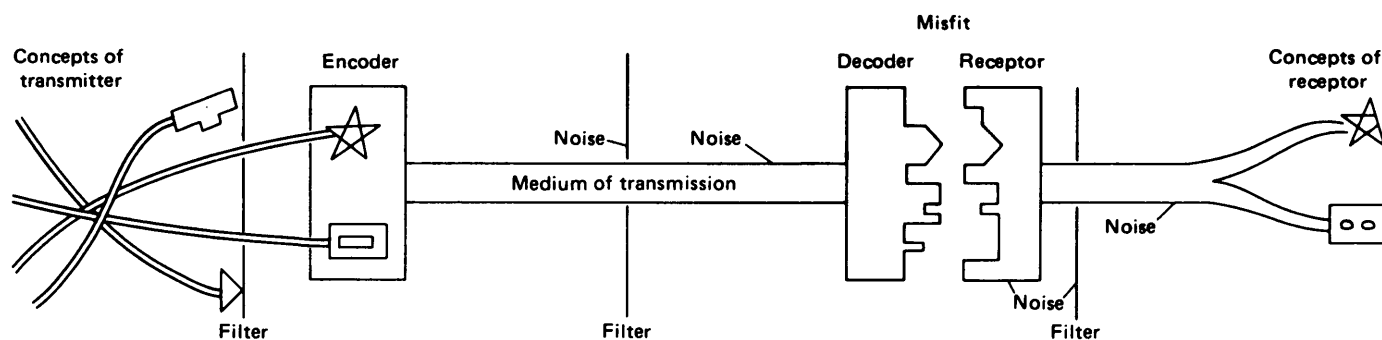 Misfit
Concepts of
transmitter
Encoder
Decoder
Receptor
Concepts of
receptor
Noise
Noise
Medium of transmission
Noise
Noise
Filter
Filter
Filter